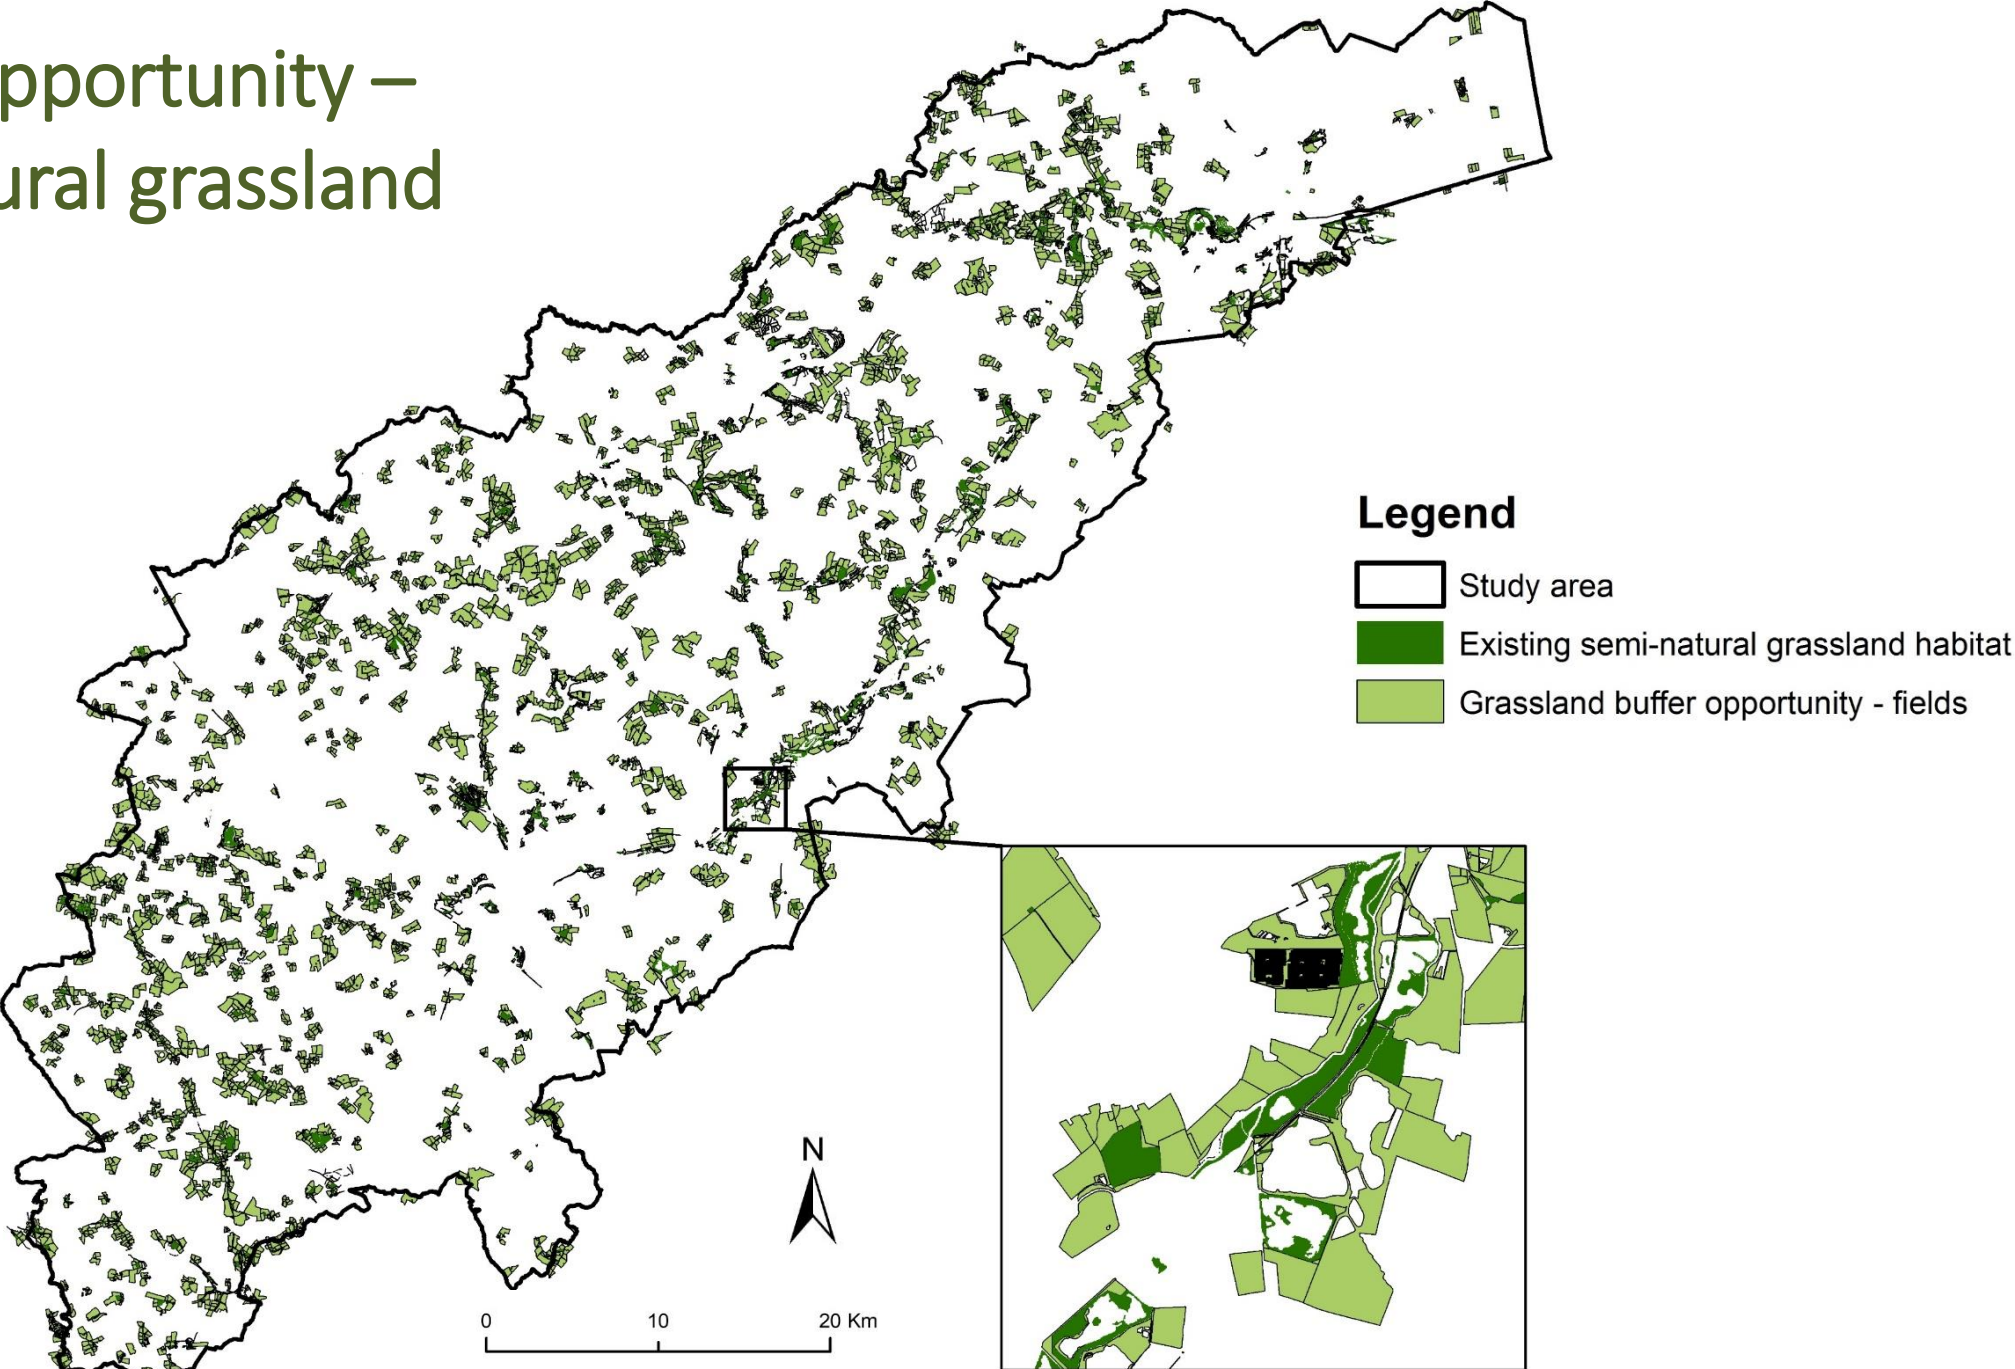 pportunity –
ural grassland
Legend
Study area
Existing semi-natural grassland habitat
Grassland buffer opportunity - fields
N
0 10 20 Km